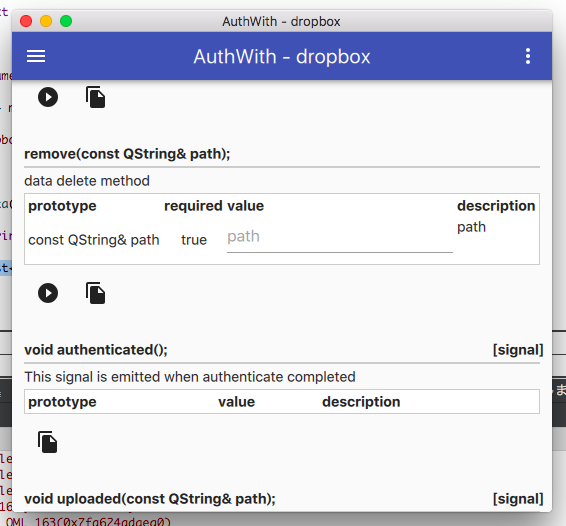 AuthWith - dropbox
AuthWith - dropbox
remove(const QString& path);
data delete method
prototype required value description
const QString& path true path path
void authenticated(); [signal]
This signal is emitted when authenticate completed
prototype value description
void uploaded(const QString& path); [signal]